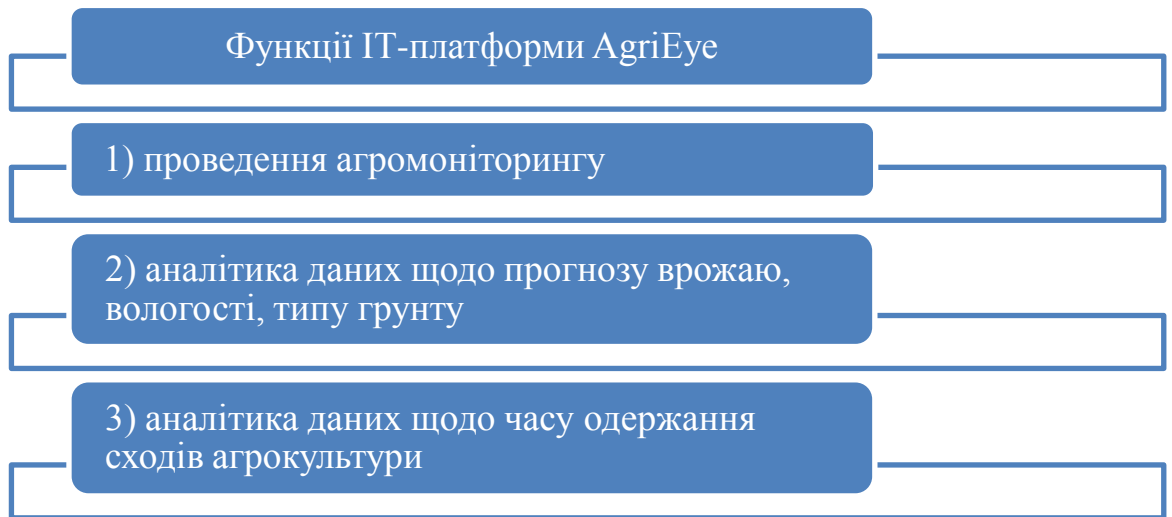 Функції ІТ-платформи AgriEye
1) проведення агромоніторингу
2) аналітика даних щодо прогнозу врожаю,
вологості, типу грунту
3) аналітика даних щодо часу одержання
сходів агрокультури